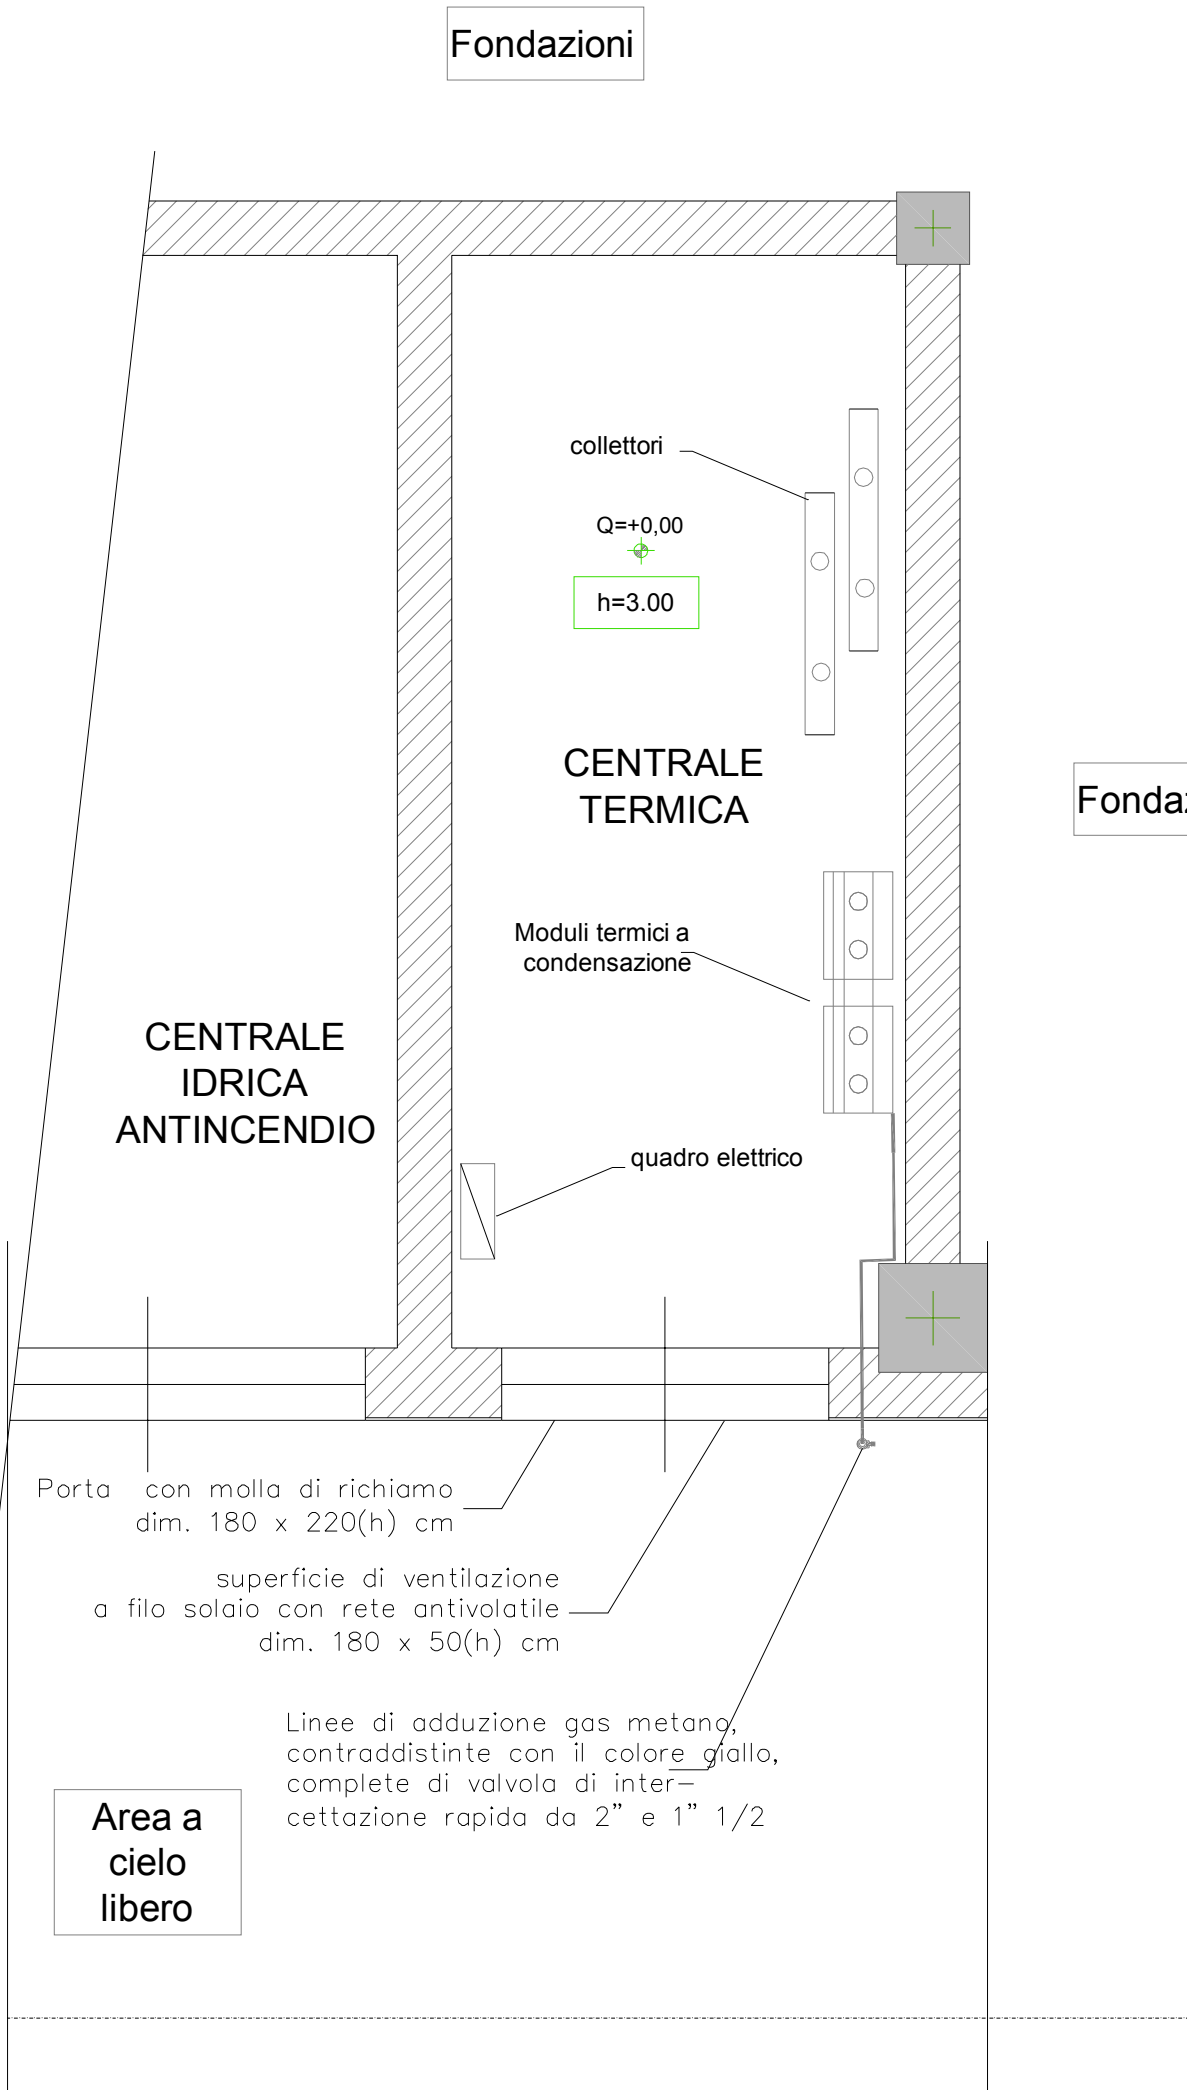 Fondazioni
collettori
Q=+0,00
h=3.00
CENTRALE
TERMICA
Fondaz
Moduli termici a
condensazione
CENTRALE
IDRICA
ANTINCENDIO
quadro elettrico
Porta con molla di richiamo
dim. 180 x 220(h) cm
superficie di ventilazione
a filo solaio con rete antivolatile
dim. 180 x 50(h) cm
Linee di adduzione gas metano,
contraddistinte con il colore giallo,
complete di valvola di inter-
cettazione rapida da 2" e 1" 1/2
Area a
cielo
libero